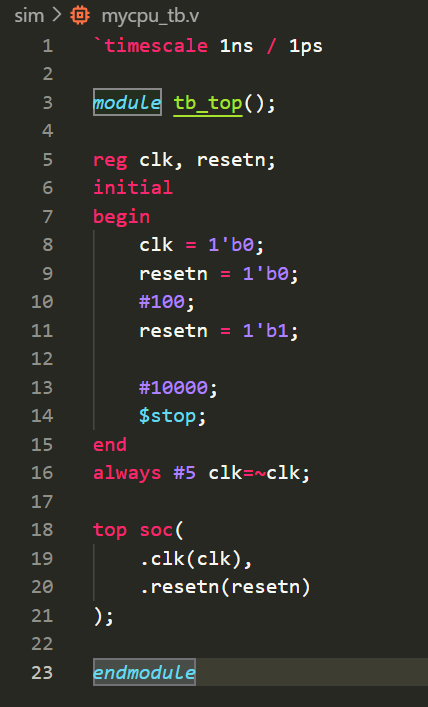 sim > mycpu_tb.v
1 `timescale 1ns / 1ps
2
3 module tb_top();
4
5 reg clk, resetn;
6 initial
7 begin
8     clk = 1'b0;
9     resetn = 1'b0;
10     #100;
11     resetn = 1'b1;
12
13     #10000;
14     $stop;
15 end
16 always #5 clk=~clk;
17
18 top soc(
19     .clk(clk),
20     .resetn(resetn)
21 );
22
23 endmodule